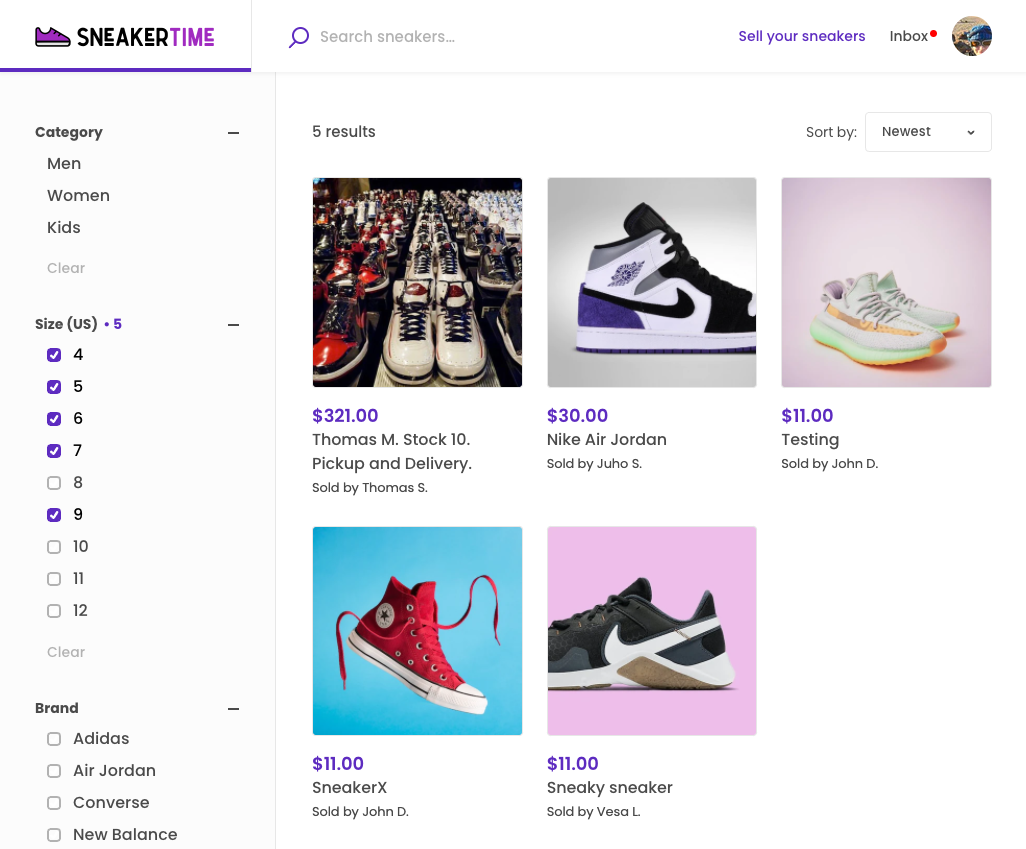 SNEAKERTIME
Search sneakers...
Sell your sneakers
Inbox
Category
Men
Women
Kids
Clear
Size (US) • 5
4
5
6
7
8
9
10
11
12
Clear
Brand
Adidas
Air Jordan
Converse
New Balance
5 results
Sort by:
Newest
$321.00
Thomas M. Stock 10.
Pickup and Delivery.
Sold by Thomas S.
$30.00
Nike Air Jordan
Sold by Juho S.
$11.00
Testing
Sold by John D.
$11.00
SneakerX
Sold by John D.
$11.00
Sneaky sneaker
Sold by Vesa L.